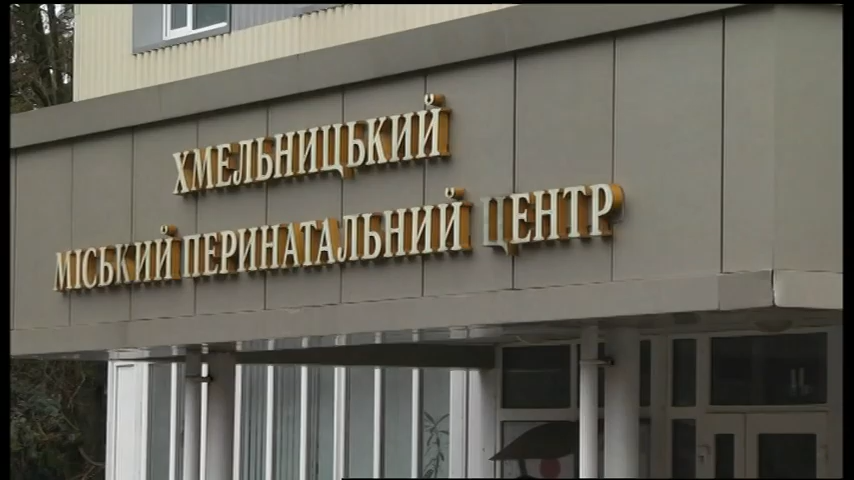 ХМЕЛЬНИЦЬКИЙ
МІСЬКИЙ ПЕРИНАТАЛЬНИЙ ЦЕНТР